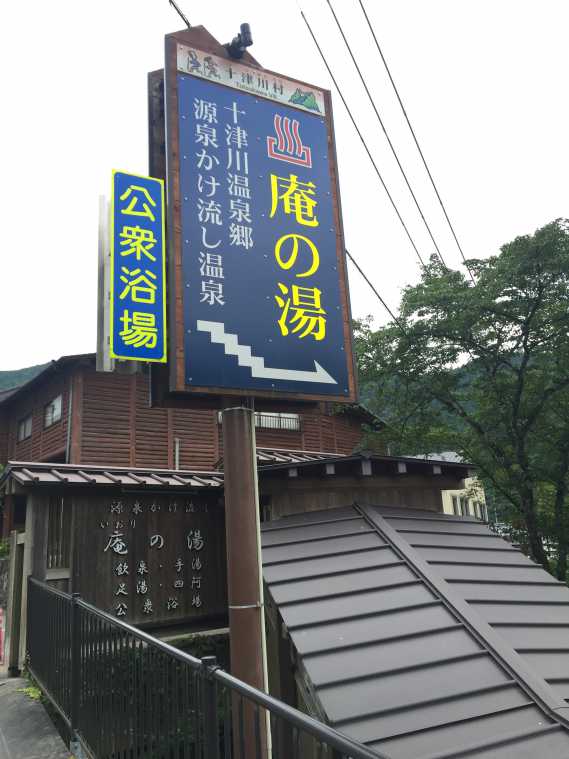 十津川村
Totsukawa Vill.
庵の湯
十津川温泉郷
源泉かけ流し温泉
公衆浴場
源泉かけ流し
いおり
庵の湯
飲泉・手湯
足湯・四阿
公衆浴場